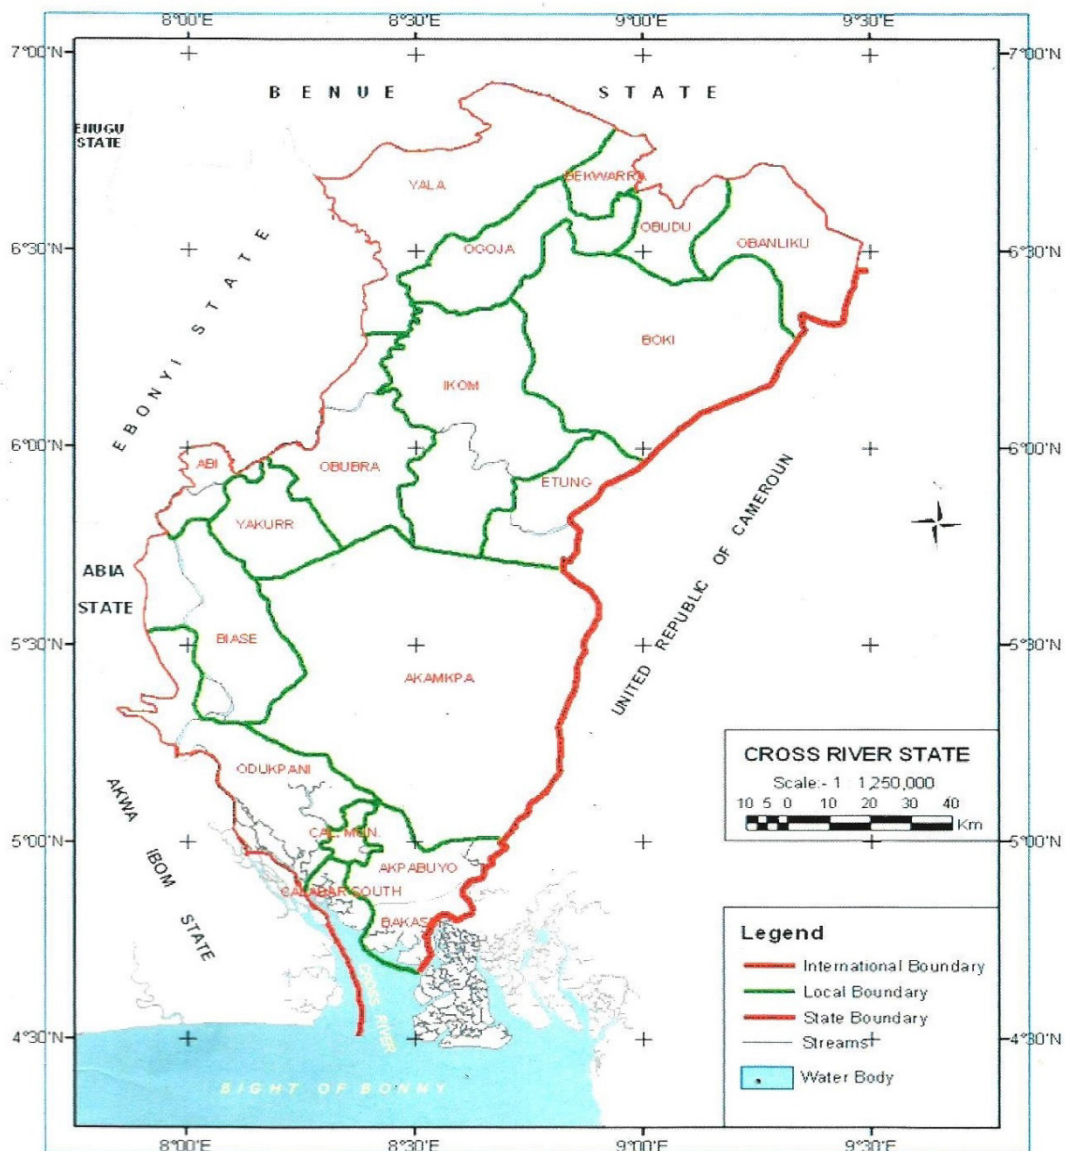 8°00'E 8°30'E 9°00'E 9°30'E
7°00'N 7°00'N
BENUE STATE
ENUGU
STATE
YALA
BEKWARRA
OGOJA
OBUDU
OBANLIKU
6°30'N 6°30'N
EBONYI STATE
BOKI
IKOM
6°00'N 6°00'N
ABI
OBUBRA
ETUNG
YAKURR
UNITED REPUBLIC OF CAMEROUN
ABIA
STATE
5°30'N 5°30'N
BIASE
AKAMKPA
CROSS RIVER STATE
Scale:- 1 : 1,250,000
10 5 0 10 20 30 40
Km
ODUKPANI
AKWA
IBOM
STATE
5°00'N 5°00'N
CAL. MUN.
AKPABUYO
CALABAR SOUTH
BAKASI
Legend
International Boundary
Local Boundary
State Boundary
Streams
Water Body
CROSS RIVER
4°30'N 4°30'N
BIGHT OF BONNY
8°00'E 8°30'E 9°00'E 9°30'E